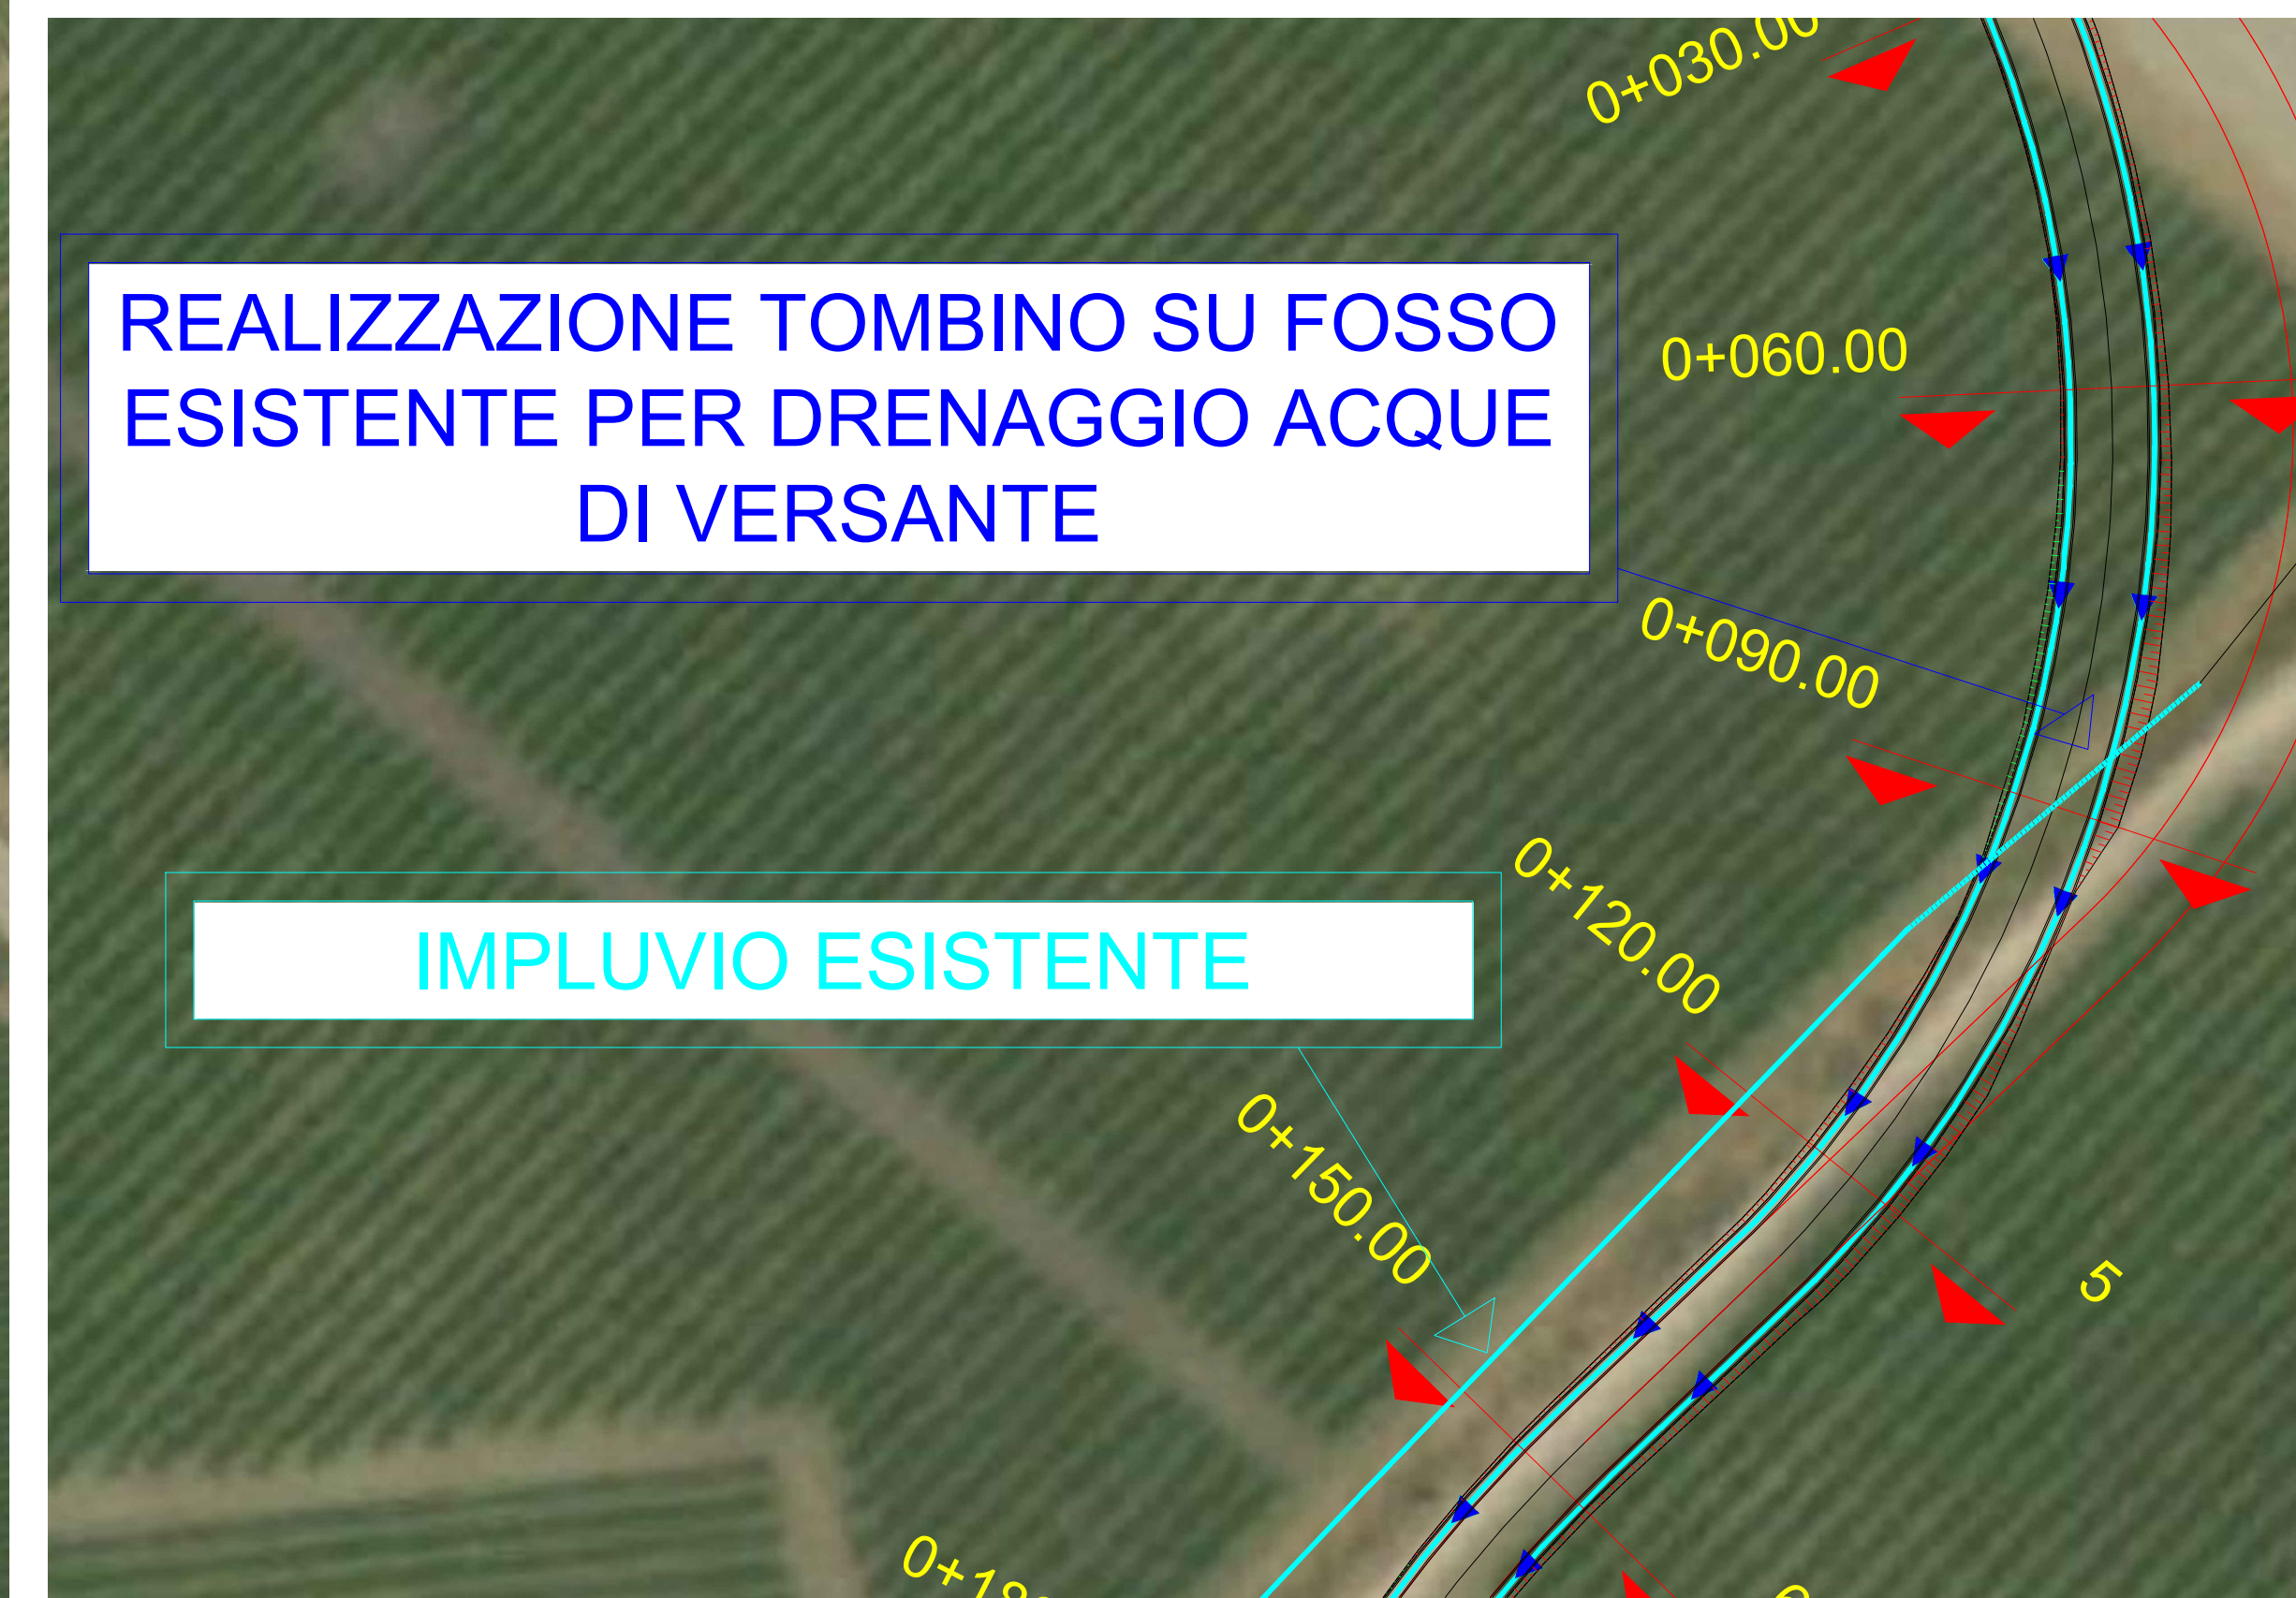 0+030.00
REALIZZAZIONE TOMBINO SU FOSSO
ESISTENTE PER DRENAGGIO ACQUE
DI VERSANTE
0+060.00
0+090.00
0+120.00
IMPLUVIO ESISTENTE
0+150.00
5